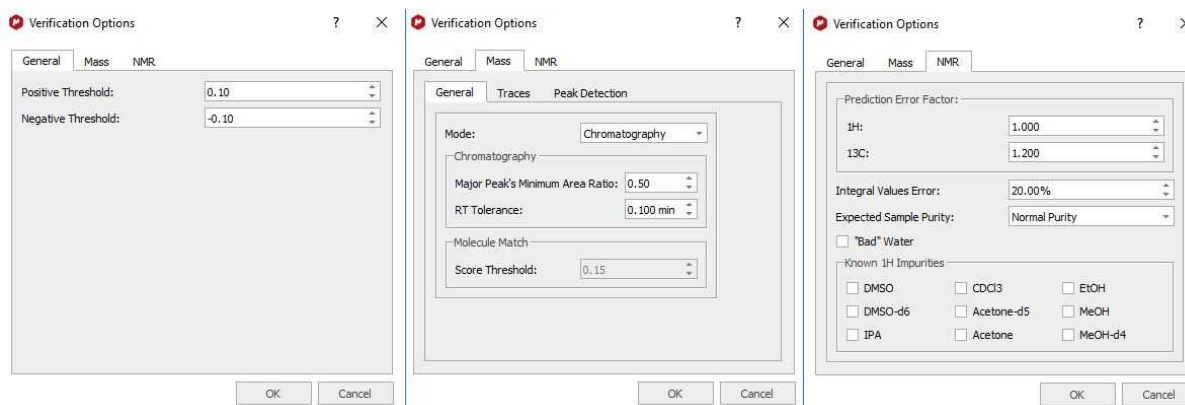 Verification Options ? ×
General Mass NMR
Positive Threshold: 0.10
Negative Threshold: -0.10
OK Cancel
Verification Options ? ×
General Mass NMR
General Traces Peak Detection
Mode: Chromatography
Chromatography
Major Peak's Minimum Area Ratio: 0.50
RT Tolerance: 0.100 min
Molecule Match
Score Threshold: 0.15
OK Cancel
Verification Options ? ×
General Mass NMR
Prediction Error Factor:
1H: 1.000
13C: 1.200
Integral Values Error: 20.00%
Expected Sample Purity: Normal Purity
"Bad" Water
Known 1H Impurities
DMSO CDCl3 EtOH
DMSO-d6 Acetone-d5 MeOH
IPA Acetone MeOH-d4
OK Cancel